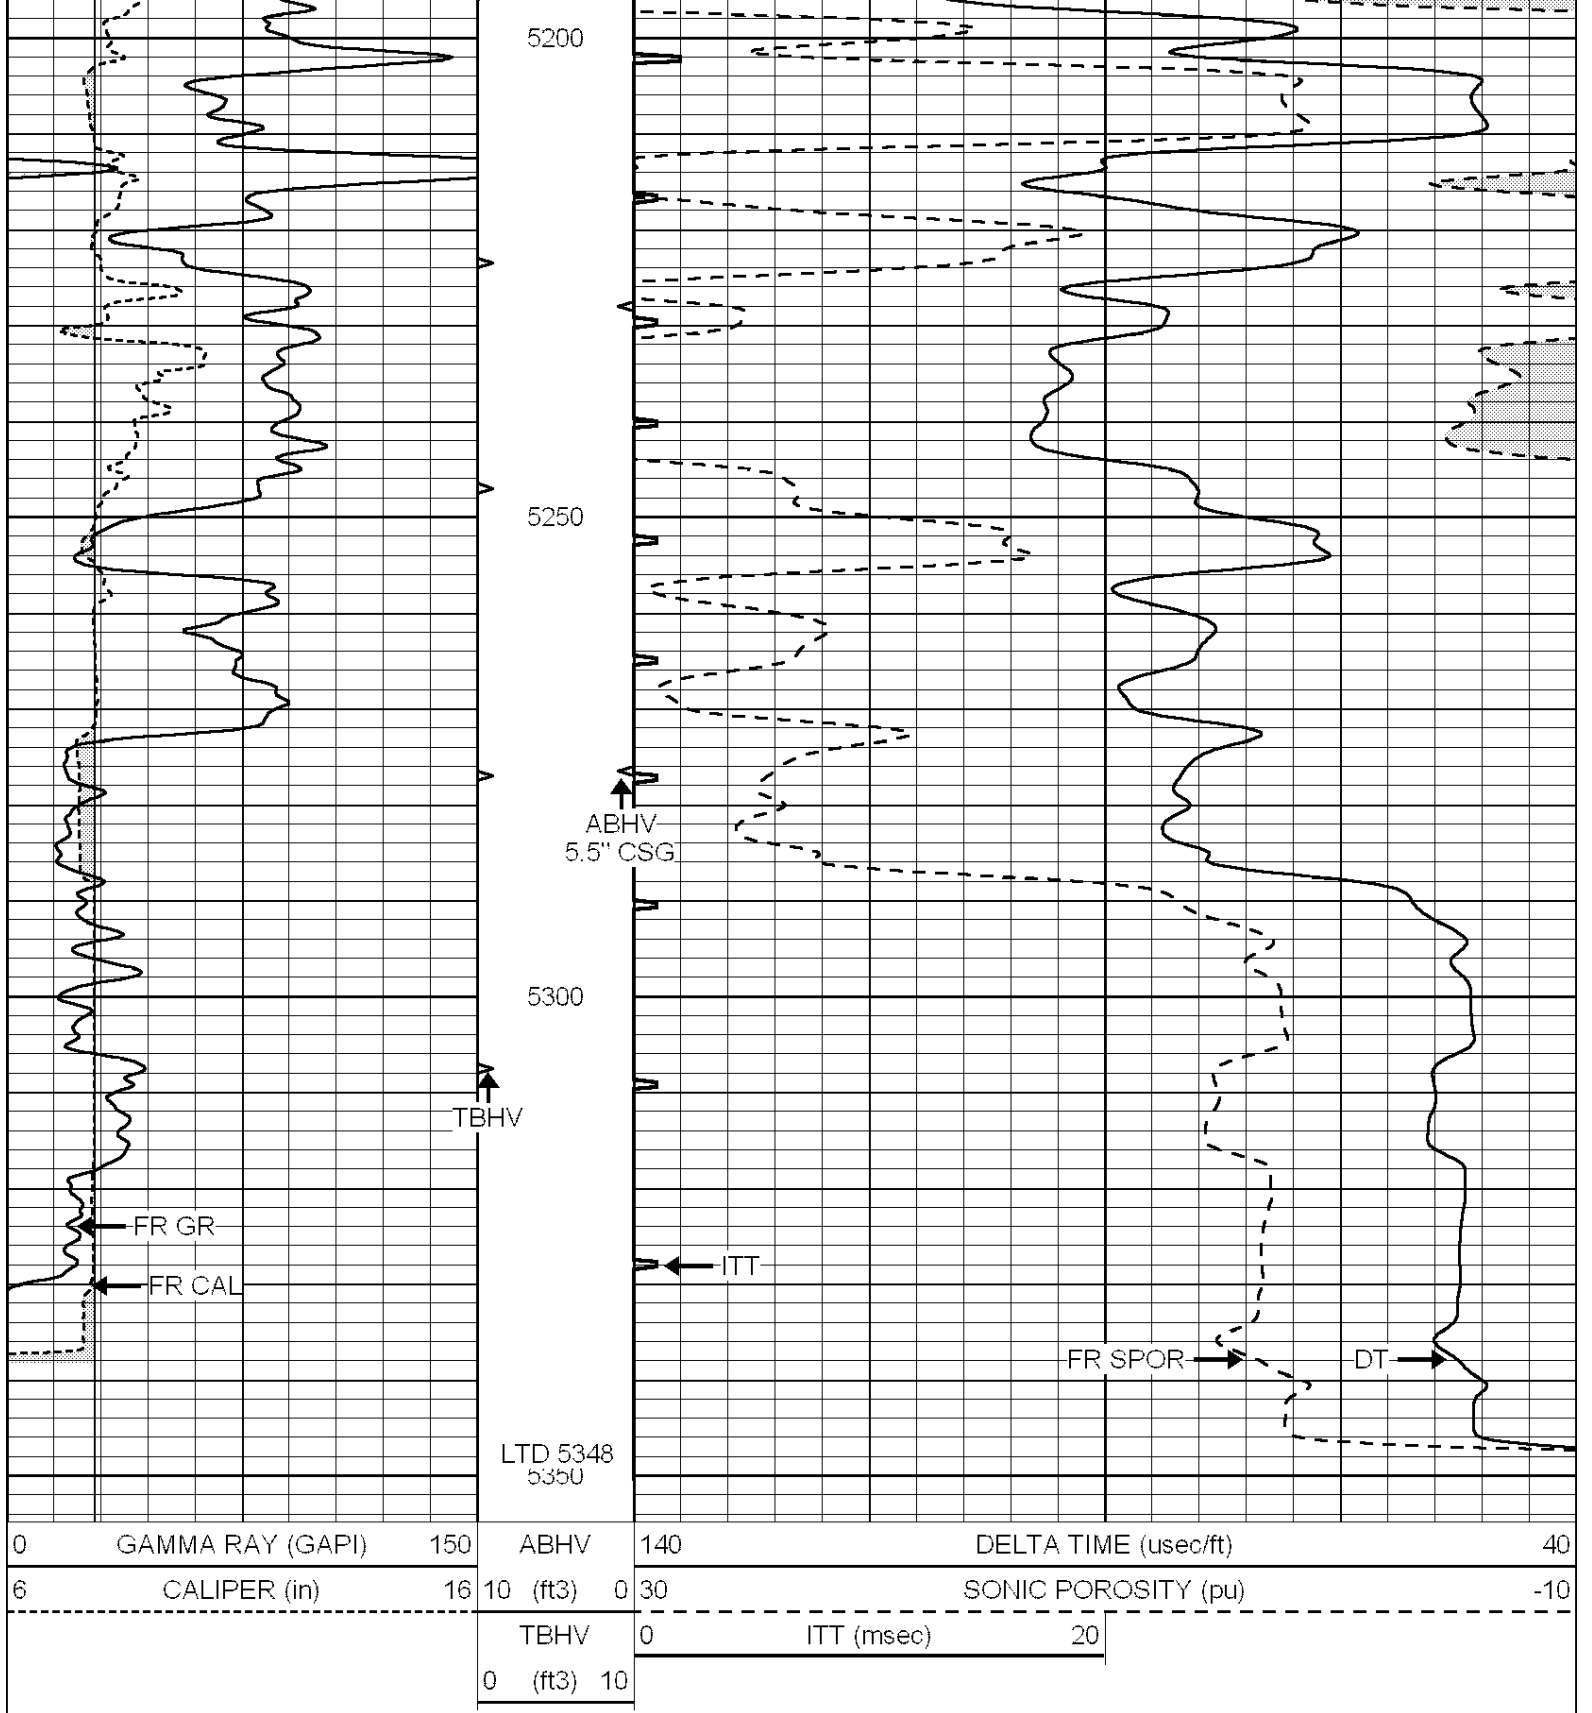 5200
5250
ABHV
5.5" CSG
5300
TBHV
FR GR
ITT
FR CAL
FR SPOR
DT
LTD 5348
5350
0 GAMMA RAY (GAPI) 150
ABHV
140 DELTA TIME (usec/ft) 40
6 CALIPER (in) 16
10 (ft3) 0
30 SONIC POROSITY (pu) -10
TBHV
0 ITT (msec) 20
0 (ft3) 10